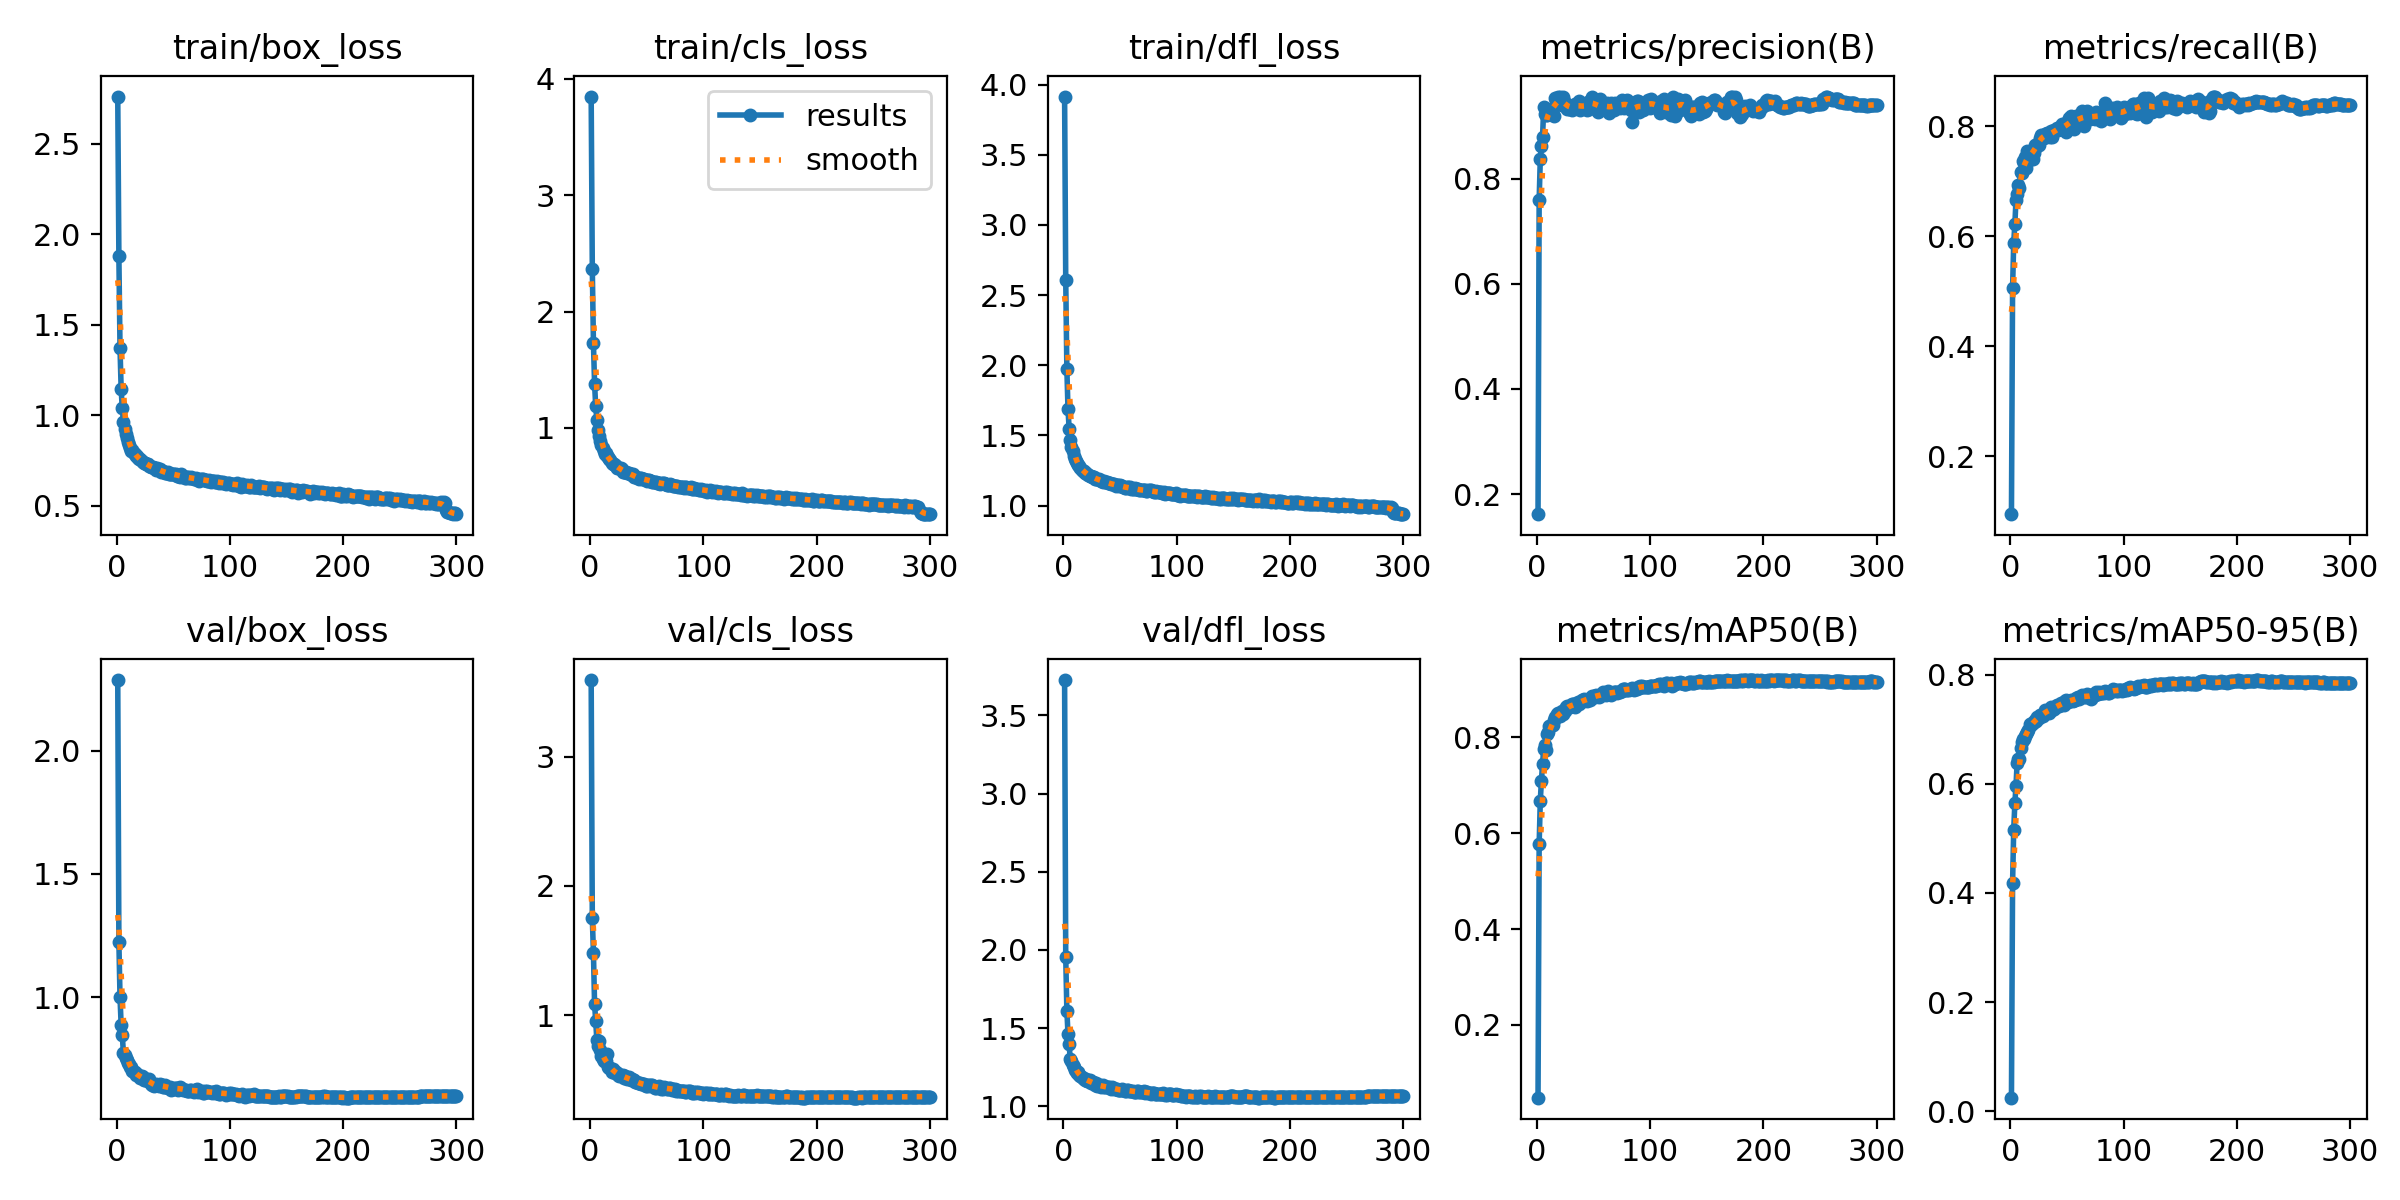 train/box_loss
train/cls_loss
train/dfl_loss
metrics/precision(B)
metrics/recall(B)
2.5
2.0
1.5
1.0
0.5
0 100 200 300
4
3
2
1
results
smooth
0 100 200 300
4.0
3.5
3.0
2.5
2.0
1.5
1.0
0 100 200 300
0.8
0.6
0.4
0.2
0 100 200 300
0.8
0.6
0.4
0.2
0 100 200 300
val/box_loss
val/cls_loss
val/dfl_loss
metrics/mAP50(B)
metrics/mAP50-95(B)
2.0
1.5
1.0
0 100 200 300
3
2
1
0 100 200 300
3.5
3.0
2.5
2.0
1.5
1.0
0 100 200 300
0.8
0.6
0.4
0.2
0 100 200 300
0.8
0.6
0.4
0.2
0.0
0 100 200 300